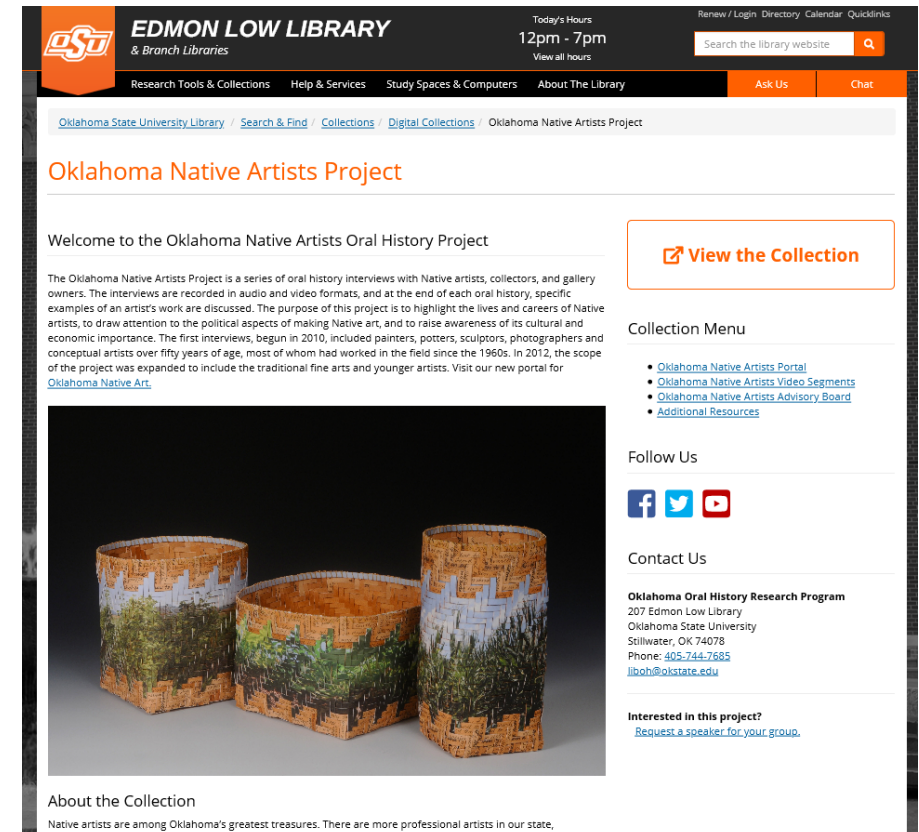 OSU
EDMON LOW LIBRARY
& Branch Libraries
Today's Hours
12pm - 7pm
View all hours
Renew / Login Directory Calendar Quicklinks
Search the library website
Research Tools & Collections Help & Services Study Spaces & Computers About The Library Ask Us Chat
Oklahoma State University Library / Search & Find / Collections / Digital Collections / Oklahoma Native Artists Project
Oklahoma Native Artists Project
Welcome to the Oklahoma Native Artists Oral History Project
The Oklahoma Native Artists Project is a series of oral history interviews with Native artists, collectors, and gallery
owners. The interviews are recorded in audio and video formats, and at the end of each oral history, specific
examples of an artist's work are discussed. The purpose of this project is to highlight the lives and careers of Native
artists, to draw attention to the political aspects of making Native art, and to raise awareness of its cultural and
economic importance. The first interviews, begun in 2010, included painters, potters, sculptors, photographers and
conceptual artists over fifty years of age, most of whom had worked in the field since the 1960s. In 2012, the scope
of the project was expanded to include the traditional fine arts and younger artists. Visit our new portal for
Oklahoma Native Art.
About the Collection
Native artists are among Oklahoma's greatest treasures. There are more professional artists in our state,
View the Collection
Collection Menu
Oklahoma Native Artists Portal
Oklahoma Native Artists Video Segments
Oklahoma Native Artists Advisory Board
Additional Resources
Follow Us
Contact Us
Oklahoma Oral History Research Program
207 Edmon Low Library
Oklahoma State University
Stillwater, OK 74078
Phone: 405-744-7685
liboh@okstate.edu
Interested in this project?
Request a speaker for your group.